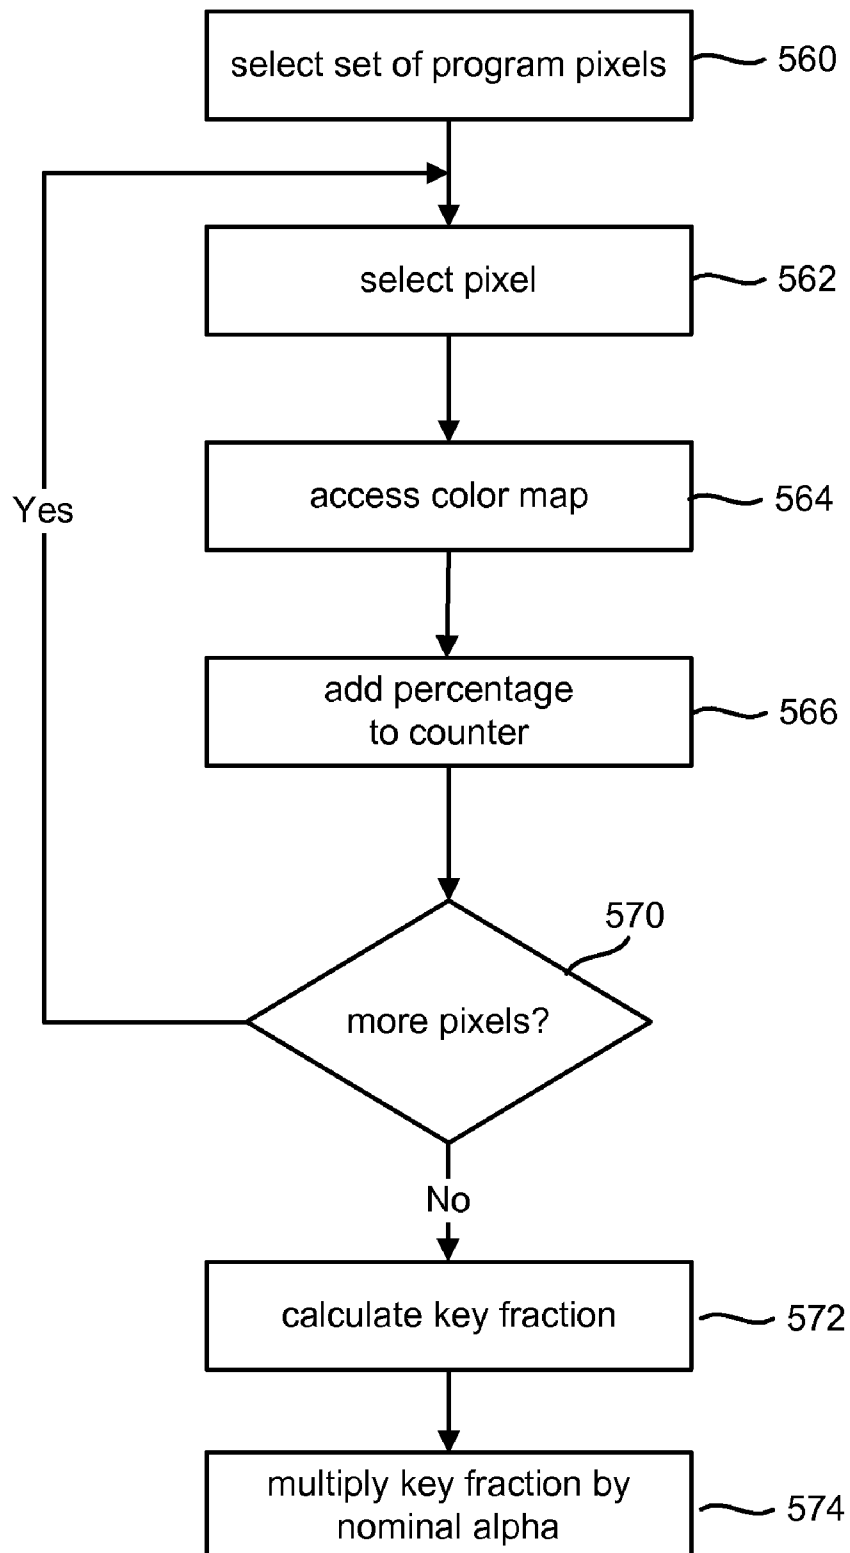 select set of program pixels
560
select pixel
562
access color map
564
Yes
add percentage
to counter
566
570
more pixels?
No
calculate key fraction
572
multiply key fraction by
nominal alpha
574